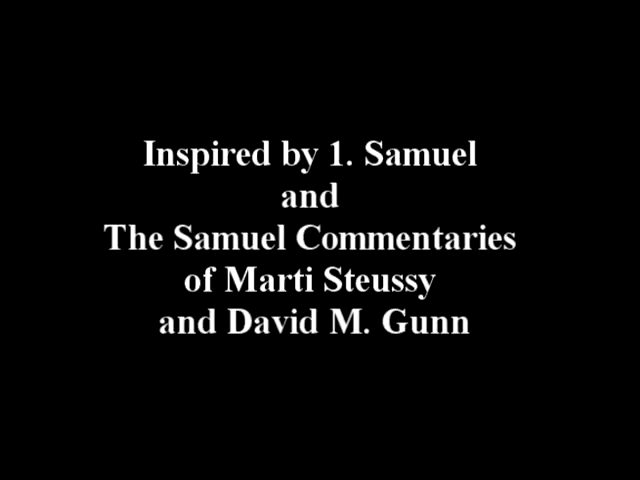 Inspired by 1. Samuel
and
The Samuel Commentaries
of Marti Steussy
and David M. Gunn